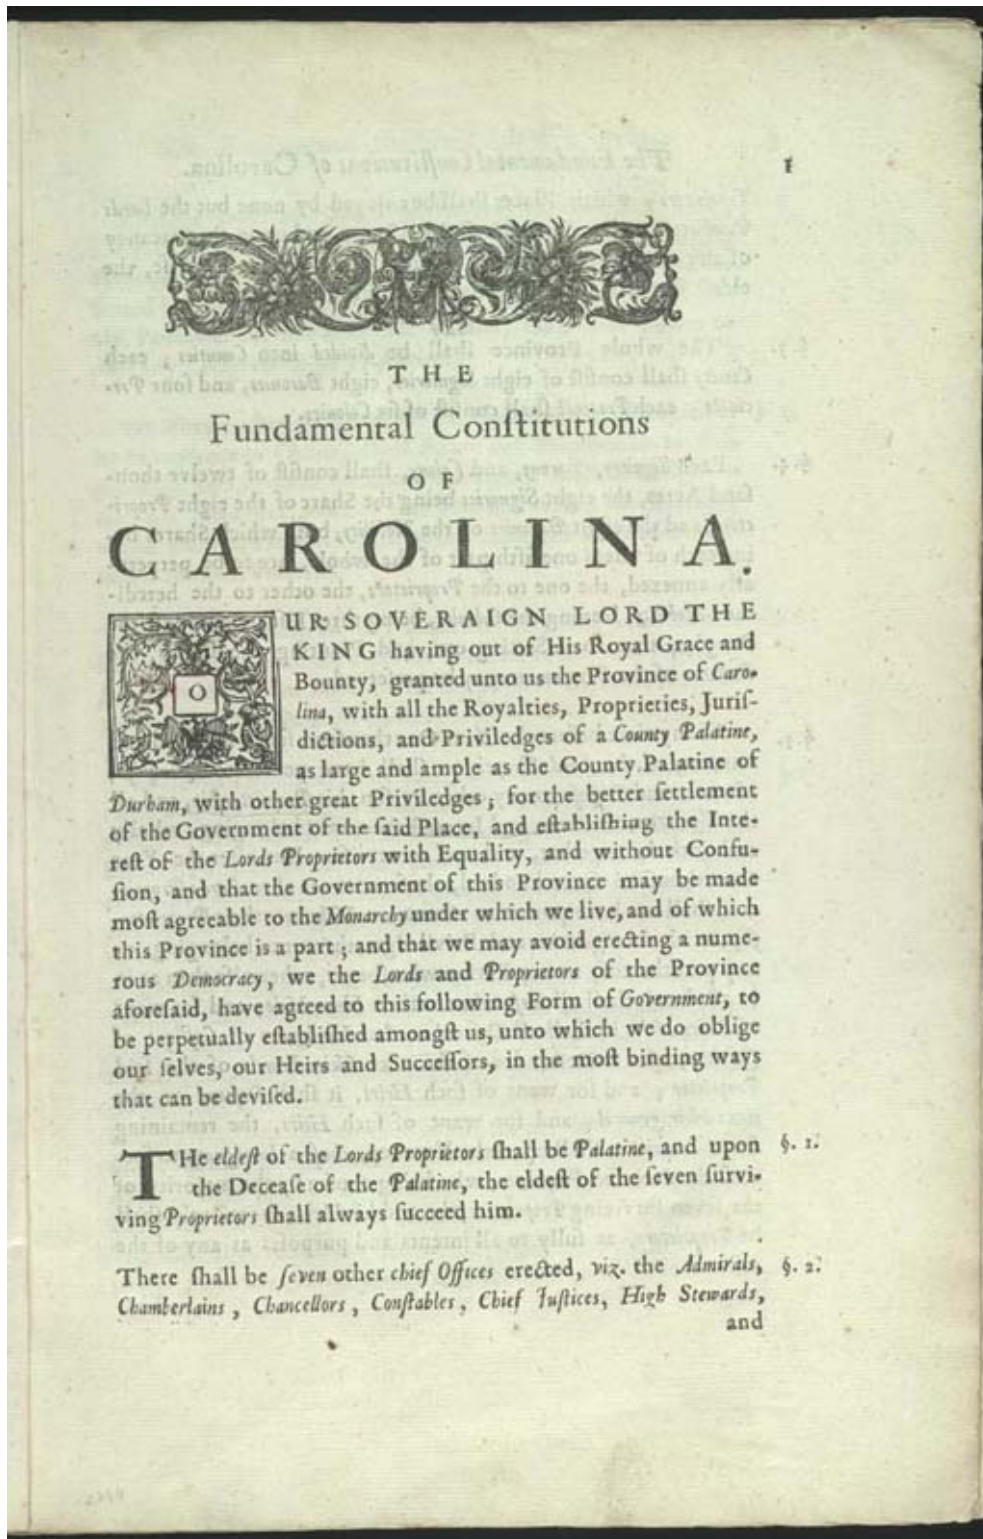 1
THE
Fundamental Conſtitutions
OF
CAROLINA.
OUR SOVERAIGN LORD THE
KING having out of His Royal Grace and
Bounty, granted unto us the Province of Caro-
lina, with all the Royalties, Proprieties, Juriſ-
dictions, and Priviledges of a County Palatine,
as large and ample as the County Palatine of
Durham, with other great Priviledges; for the better ſettlement
of the Government of the ſaid Place, and eſtabliſhing the Inte-
reſt of the Lords Proprietors with Equality, and without Confu-
ſion, and that the Government of this Province may be made
moſt agreeable to the Monarchy under which we live, and of which
this Province is a part; and that we may avoid erecting a nume-
rous Democracy, we the Lords and Proprietors of the Province
aforeſaid, have agreed to this following Form of Government, to
be perpetually eſtabliſhed amongſt us, unto which we do oblige
our ſelves, our Heirs and Succeſſors, in the moſt binding ways
that can be deviſed.
THe eldeſt of the Lords Proprietors ſhall be Palatine, and upon §. 1.
the Deceaſe of the Palatine, the eldeſt of the ſeven ſurvi-
ving Proprietors ſhall always ſucceed him.
There ſhall be ſeven other chief Offices erected, viz. the Admirals, §. 2.
Chamberlains, Chancellors, Conſtables, Chief Juſtices, High Stewards,
and